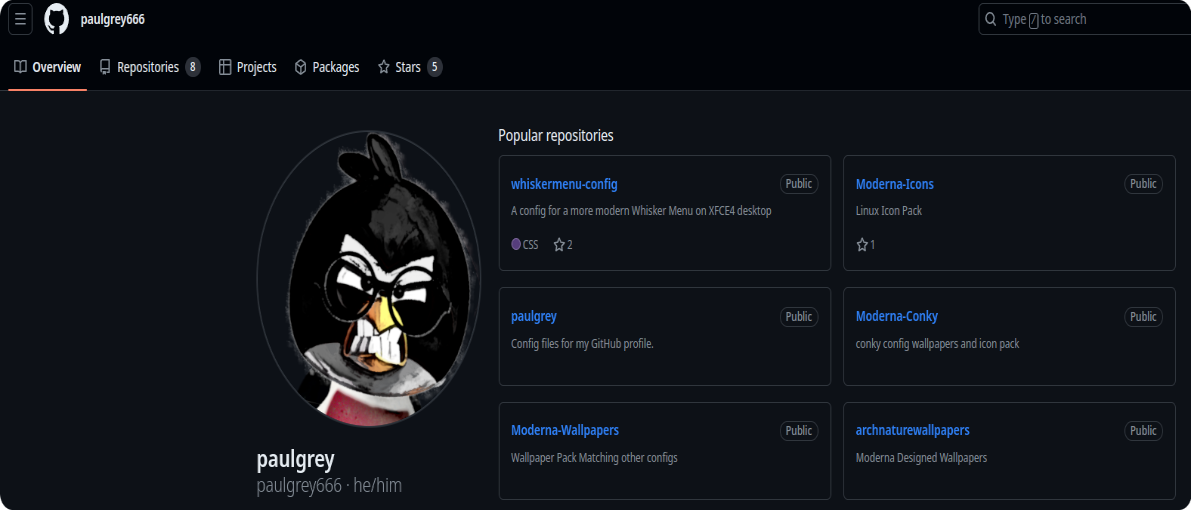 paulgrey666
Type / to search
Overview Repositories 8 Projects Packages Stars 5
Popular repositories
whiskermenu-config Public
A config for a more modern Whisker Menu on XFCE4 desktop
CSS 2
Moderna-Icons Public
Linux Icon Pack
1
paulgrey Public
Config files for my GitHub profile.
Moderna-Conky Public
conky config wallpapers and icon pack
Moderna-Wallpapers Public
Wallpaper Pack Matching other configs
archnaturewallpapers Public
Moderna Designed Wallpapers
paulgrey
paulgrey666 · he/him